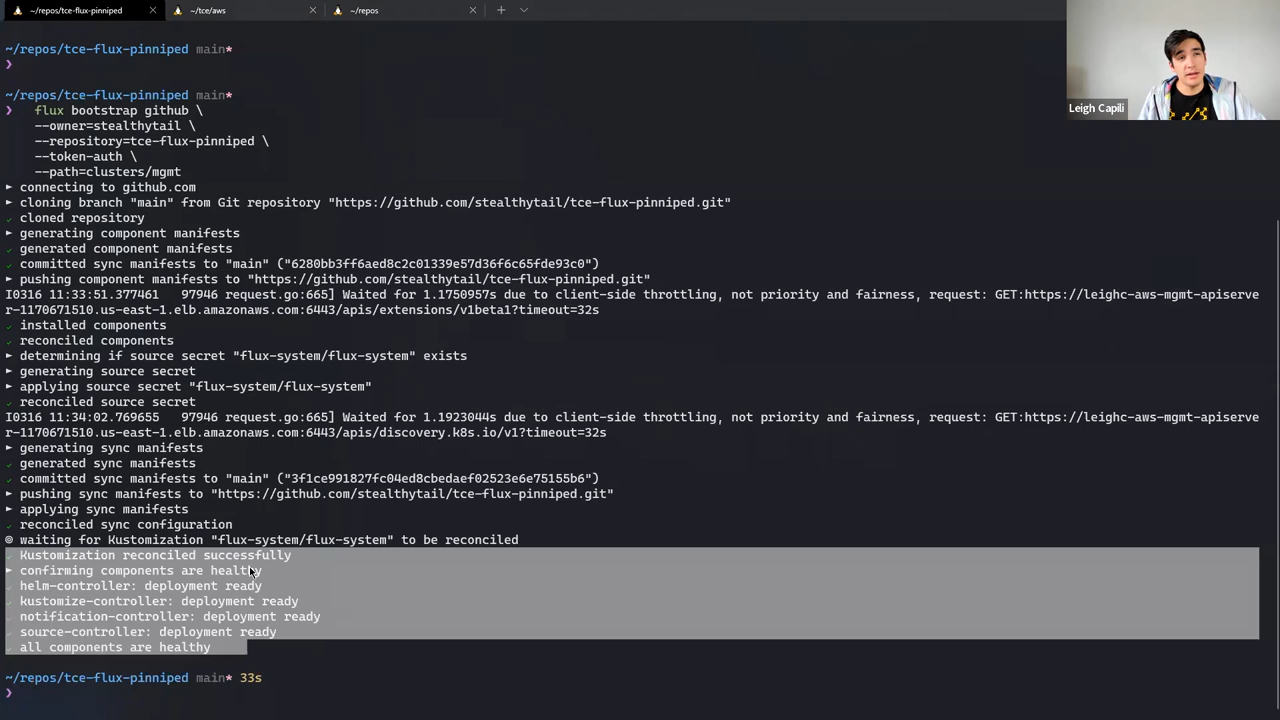 ~/repos/tce-flux-pinniped
~/tce/aws
~/repos
~/repos/tce-flux-pinniped main*
❯
~/repos/tce-flux-pinniped main*
❯ flux bootstrap github \
--owner=stealthytail \
--repository=tce-flux-pinniped \
--token-auth \
--path=clusters/mgmt
► connecting to github.com
► cloning branch "main" from Git repository "https://github.com/stealthytail/tce-flux-pinniped.git"
✓ cloned repository
► generating component manifests
✓ generated component manifests
✓ committed sync manifests to "main" ("6280bb3ff6aed8c2c01339e57d36f6c65fde93c0")
► pushing component manifests to "https://github.com/stealthytail/tce-flux-pinniped.git"
I0316 11:33:51.377461   97946 request.go:665] Waited for 1.1750957s due to client-side throttling, not priority and fairness, request: GET:https://leighc-aws-mgmt-apiserve
r-1170671510.us-east-1.elb.amazonaws.com:6443/apis/extensions/v1beta1?timeout=32s
✓ installed components
✓ reconciled components
► determining if source secret "flux-system/flux-system" exists
► generating source secret
► applying source secret "flux-system/flux-system"
✓ reconciled source secret
I0316 11:34:02.769655   97946 request.go:665] Waited for 1.1923044s due to client-side throttling, not priority and fairness, request: GET:https://leighc-aws-mgmt-apiserve
r-1170671510.us-east-1.elb.amazonaws.com:6443/apis/discovery.k8s.io/v1?timeout=32s
► generating sync manifests
✓ generated sync manifests
✓ committed sync manifests to "main" ("3f1ce991827fc04ed8cbedaef02523e6e75155b6")
► pushing sync manifests to "https://github.com/stealthytail/tce-flux-pinniped.git"
► applying sync manifests
✓ reconciled sync configuration
◎ waiting for Kustomization "flux-system/flux-system" to be reconciled
✓ Kustomization reconciled successfully
► confirming components are healthy
✓ helm-controller: deployment ready
✓ kustomize-controller: deployment ready
✓ notification-controller: deployment ready
✓ source-controller: deployment ready
✓ all components are healthy
~/repos/tce-flux-pinniped main* 33s
❯
Leigh Capili